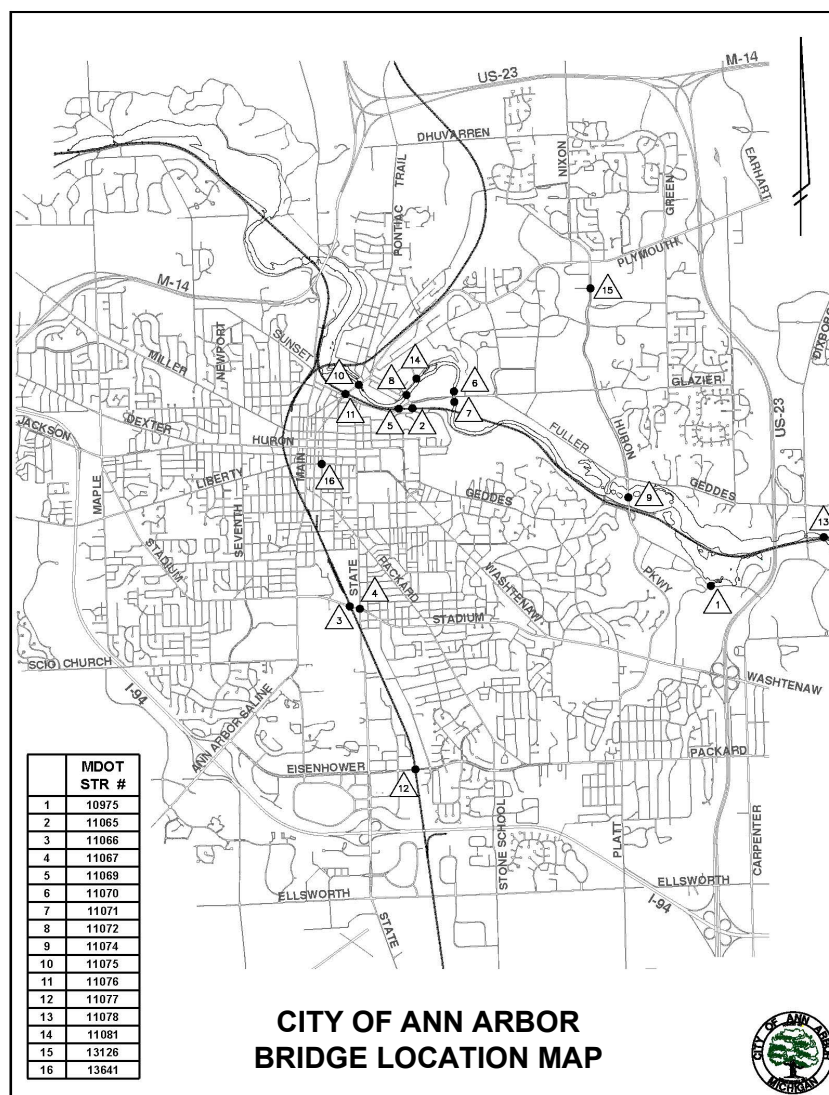 US-23
M-14
DHUVARREN
NIXON
EARHART
PONTIAC TRAIL
GREEN
PLYMOUTH
15
M-14
SUNSET
NEWPORT
MILLER
14
10
8
6
GLAZIER
DIXBORO
DEXTER
11
5
2
7
FULLER
HURON
US-23
JACKSON
HURON
MAIN
LIBERTY
16
GEDDES
GEDDES
9
MAPLE
SEVENTH
13
STADIUM
PACKARD
WASHTENAW
STATE
4
PKWY
1
3
STADIUM
SCIO CHURCH
WASHTENAW
I-94
ANN ARBOR SALINE
PACKARD
EISENHOWER
12
STONE SCHOOL
PLATT
CARPENTER
ELLSWORTH
ELLSWORTH
I-94
STATE
MDOT
STR #
1 10975
2 11065
3 11066
4 11067
5 11069
6 11070
7 11071
8 11072
9 11074
10 11075
11 11076
12 11077
13 11078
14 11081
15 13126
16 13641
CITY OF ANN ARBOR
BRIDGE LOCATION MAP
CITY OF ANN ARBOR
MICHIGAN